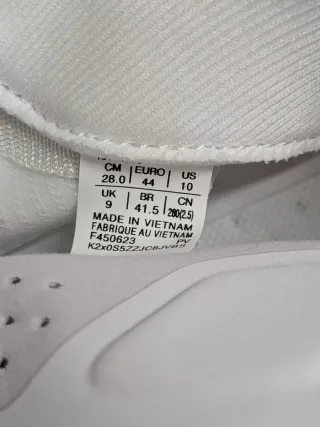 CM EURO US
28.0 44 10
UK BR CN
9 41.5 280(2.5)
MADE IN VIETNAM
FABRIQUE AU VIETNAM
F450623 PV